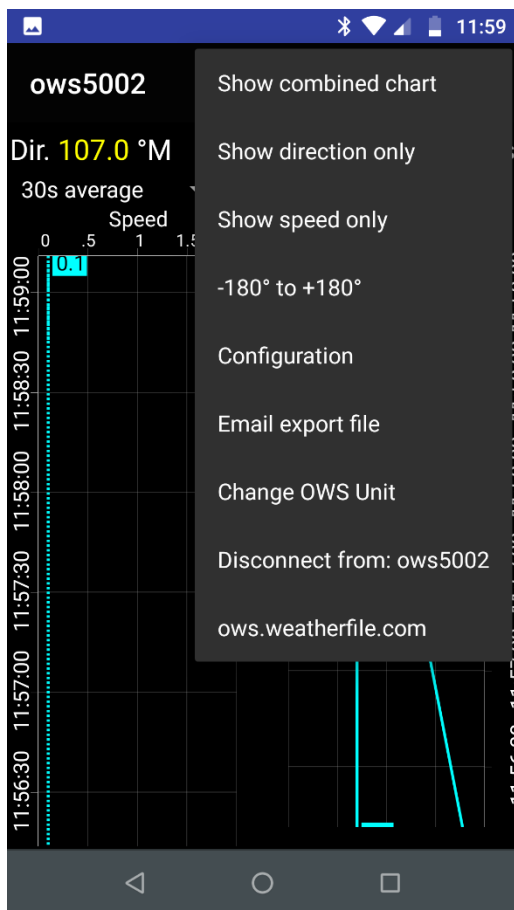 11:59
ows5002
Dir. 107.0 °M
30s average
Speed
0 .5 1 1.5
0.1
11:59:00
11:58:30
11:58:00
11:57:30
11:57:00
11:56:30
Show combined chart
Show direction only
Show speed only
-180° to +180°
Configuration
Email export file
Change OWS Unit
Disconnect from: ows5002
ows.weatherfile.com